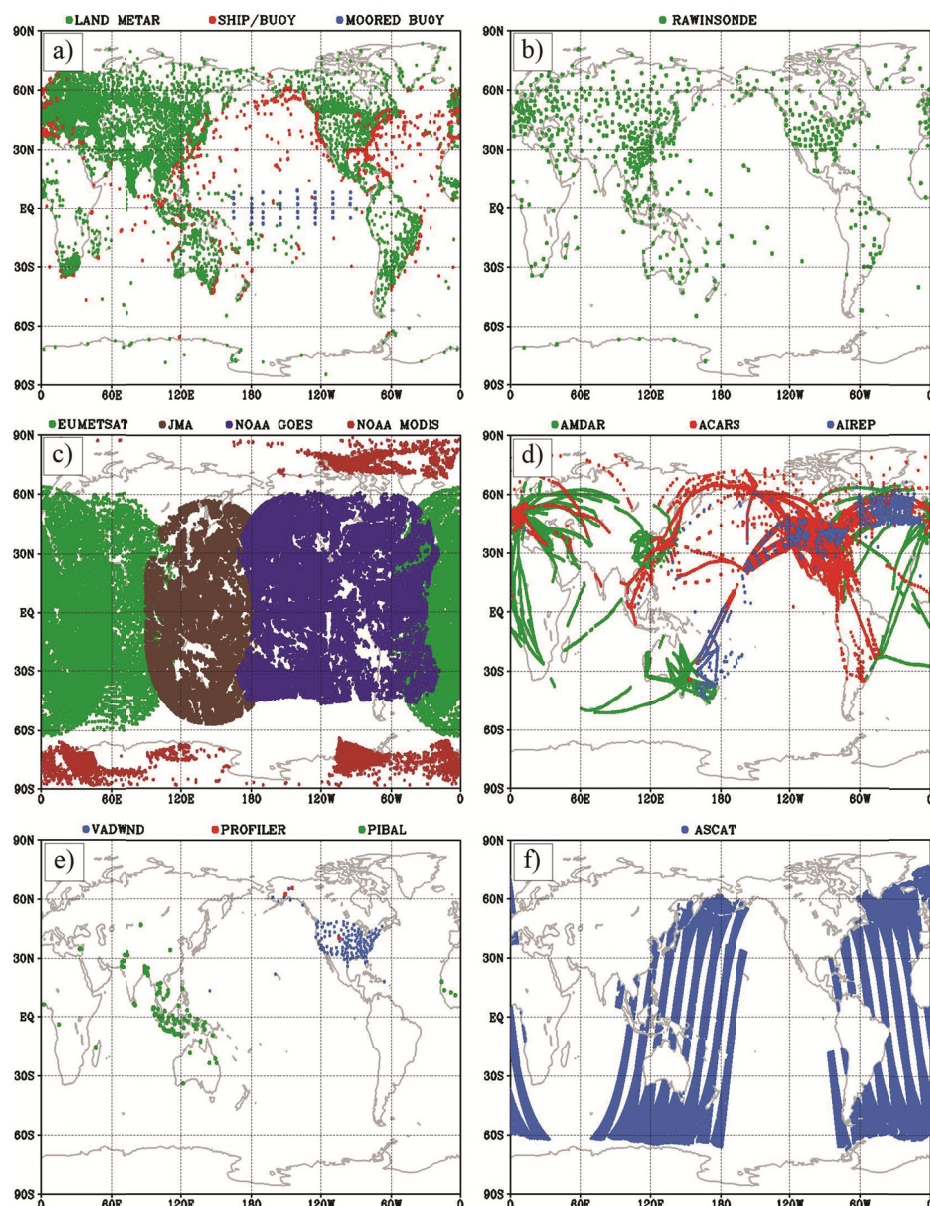 LAND METAR SHIP/BUOY MOORED BUOY
a)
90N
60N
30N
EQ
30S
60S
90S
0 60E 120E 180 120W 60W 0
RAWINSONDE
b)
90N
60N
30N
EQ
30S
60S
90S
0 60E 120E 180 120W 60W 0
EUMETSAT JMA NOAA GOES NOAA MODIS
c)
90N
60N
30N
EQ
30S
60S
90S
0 60E 120E 180 120W 60W 0
AMDAR ACARS AIREP
d)
90N
60N
30N
EQ
30S
60S
90S
0 60E 120E 180 120W 60W 0
VADWND PROFILER PIBAL
e)
90N
60N
30N
EQ
30S
60S
90S
0 60E 120E 180 120W 60W 0
ASCAT
f)
90N
60N
30N
EQ
30S
60S
90S
0 60E 120E 180 120W 60W 0